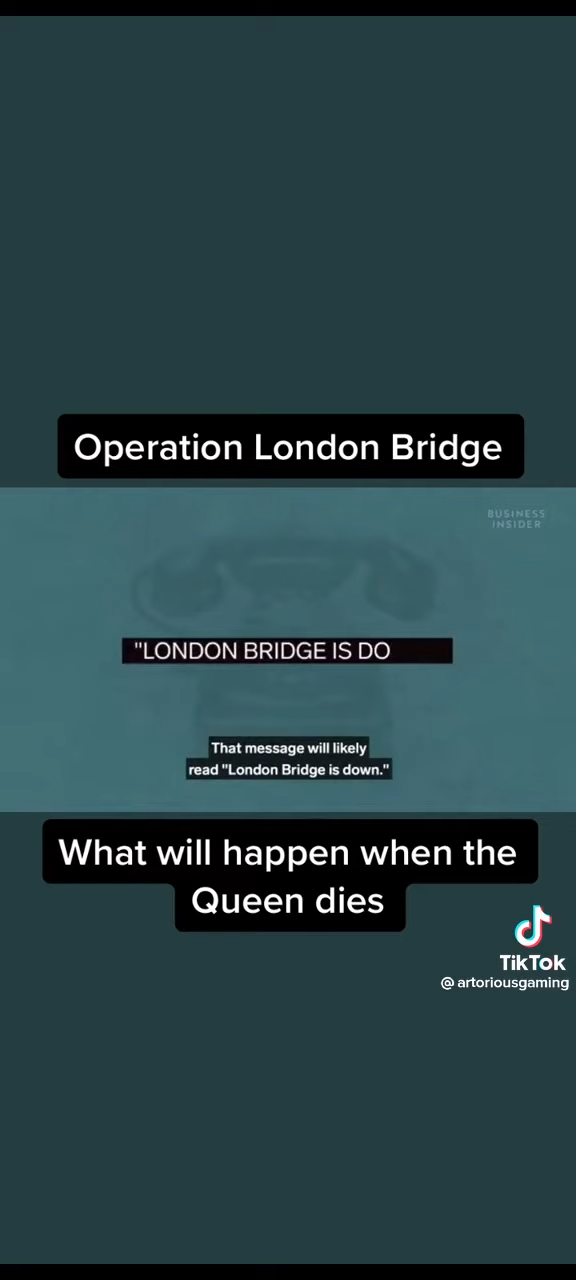 Operation London Bridge
BUSINESS
INSIDER
"LONDON BRIDGE IS DO
That message will likely
read "London Bridge is down."
What will happen when the
Queen dies
TikTok
@ artoriousgaming